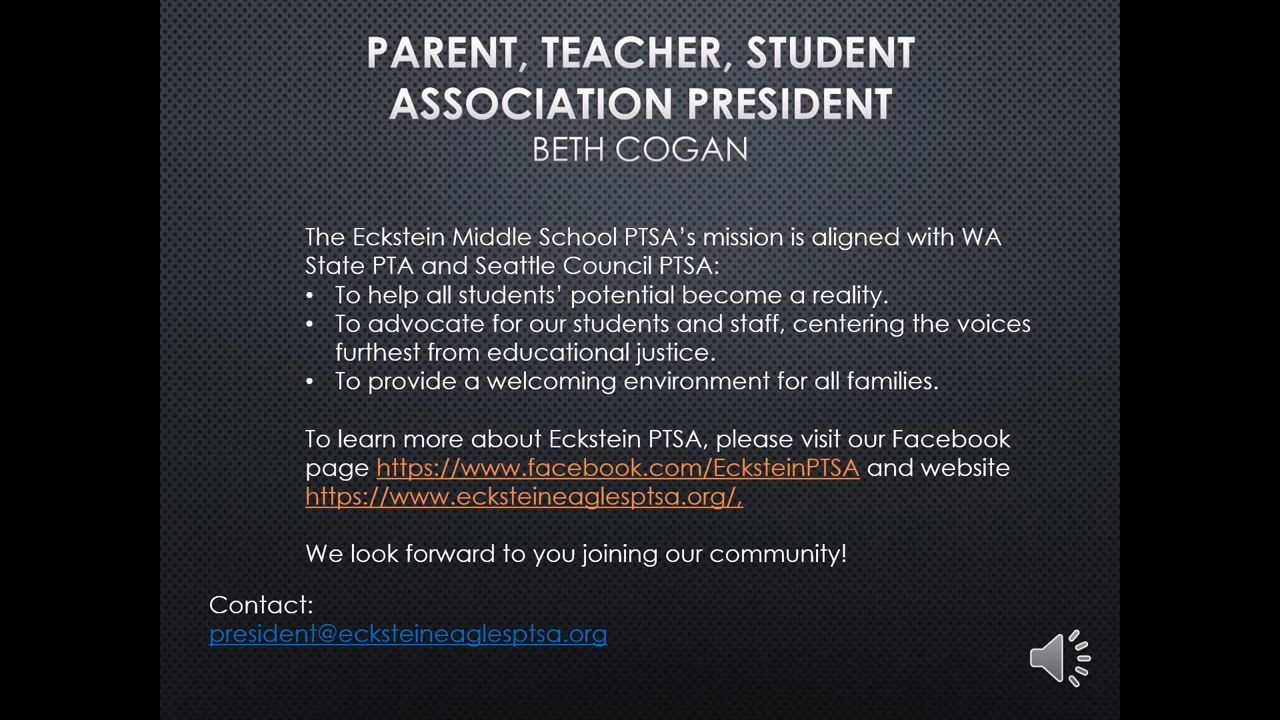 PARENT, TEACHER, STUDENT
ASSOCIATION PRESIDENT
BETH COGAN
The Eckstein Middle School PTSA's mission is aligned with WA
State PTA and Seattle Council PTSA:
• To help all students' potential become a reality.
• To advocate for our students and staff, centering the voices
furthest from educational justice.
• To provide a welcoming environment for all families.
To learn more about Eckstein PTSA, please visit our Facebook
page https://www.facebook.com/EcksteinPTSA and website
https://www.ecksteineaglesptsa.org/,
We look forward to you joining our community!
Contact:
president@ecksteineaglesptsa.org